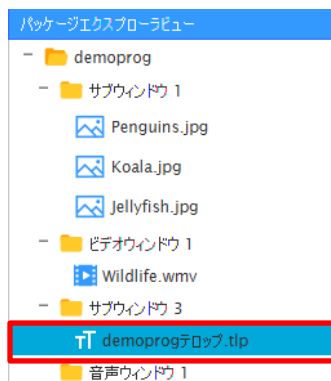 パッケージエクスプローラビュー
demoprog
サブウィンドウ 1
Penguins.jpg
Koala.jpg
Jellyfish.jpg
ビデオウィンドウ 1
Wildlife.wmv
サブウィンドウ 3
demoprogテロップ.tlp
音声ウィンドウ 1